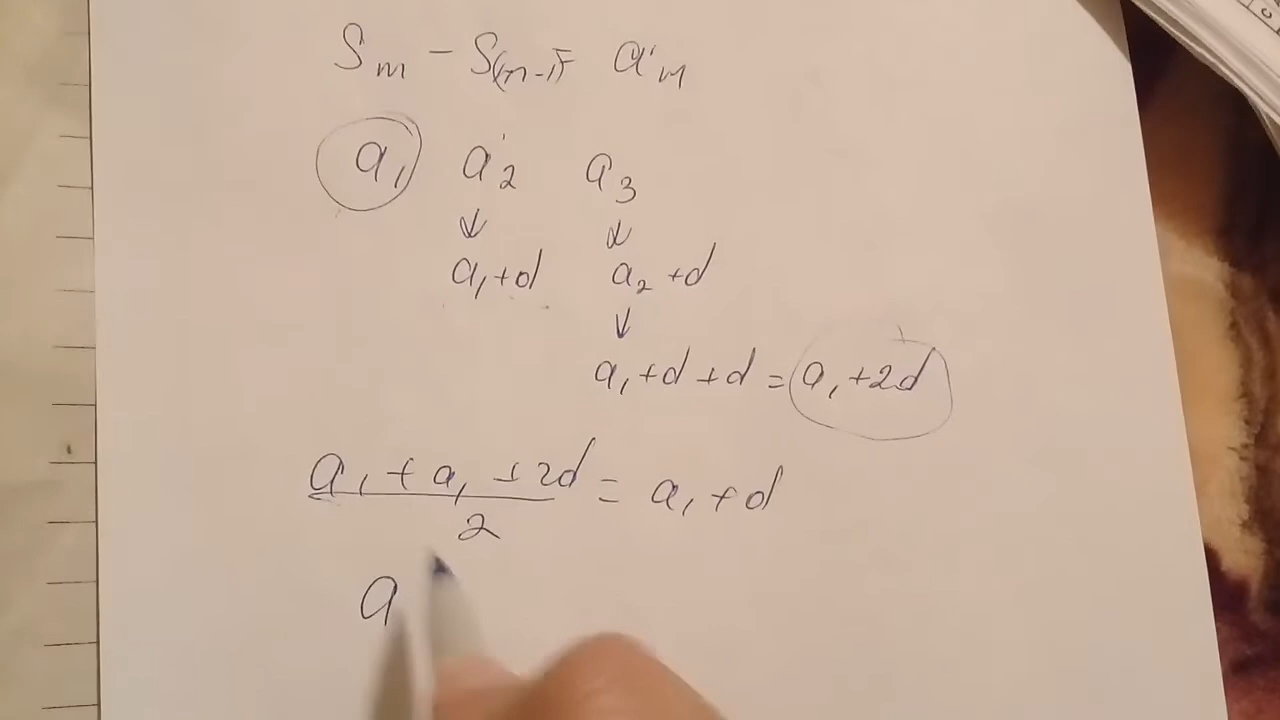 Sm - S(n-1) = an
a1 a2 a3
↓ ↓
a1+d a2+d
↓
a1+d+d=a1+2d
a1+a1+2d/2 = a1+d
a